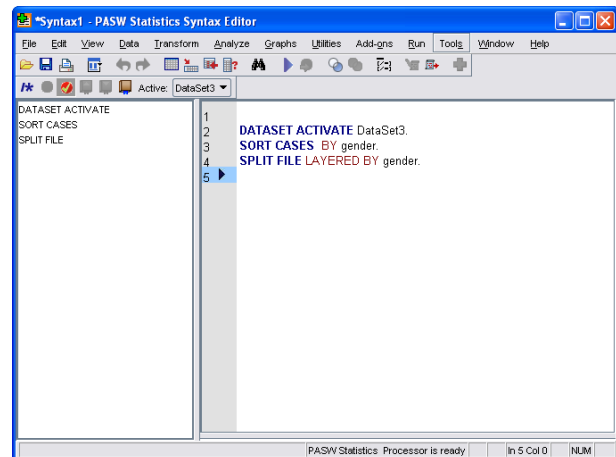 *Syntax1 - PASW Statistics Syntax Editor
File Edit View Data Transform Analyze Graphs Utilities Add-ons Run Tools Window Help
Active: DataSet3
DATASET ACTIVATE
SORT CASES
SPLIT FILE
1
2 DATASET ACTIVATE DataSet3.
3 SORT CASES BY gender.
4 SPLIT FILE LAYERED BY gender.
5
PASW Statistics Processor is ready In 5 Col 0 NUM